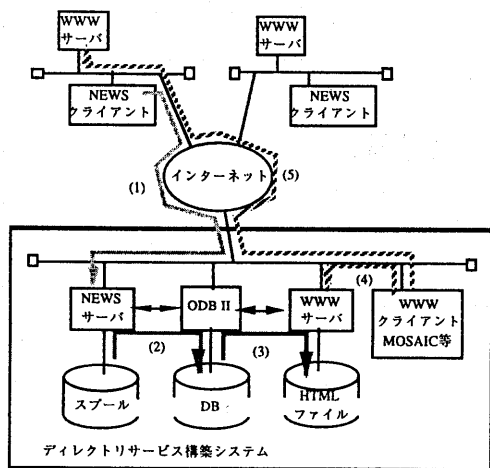 WWW
サーバ
WWW
サーバ
NEWS
クライアント
NEWS
クライアント
(1)
インターネット
(5)
(4)
NEWS
サーバ
ODB II
WWW
サーバ
WWW
クライアント
MOSAIC等
(2)
(3)
スプール
DB
HTML
ファイル
ディレクトリサービス構築システム